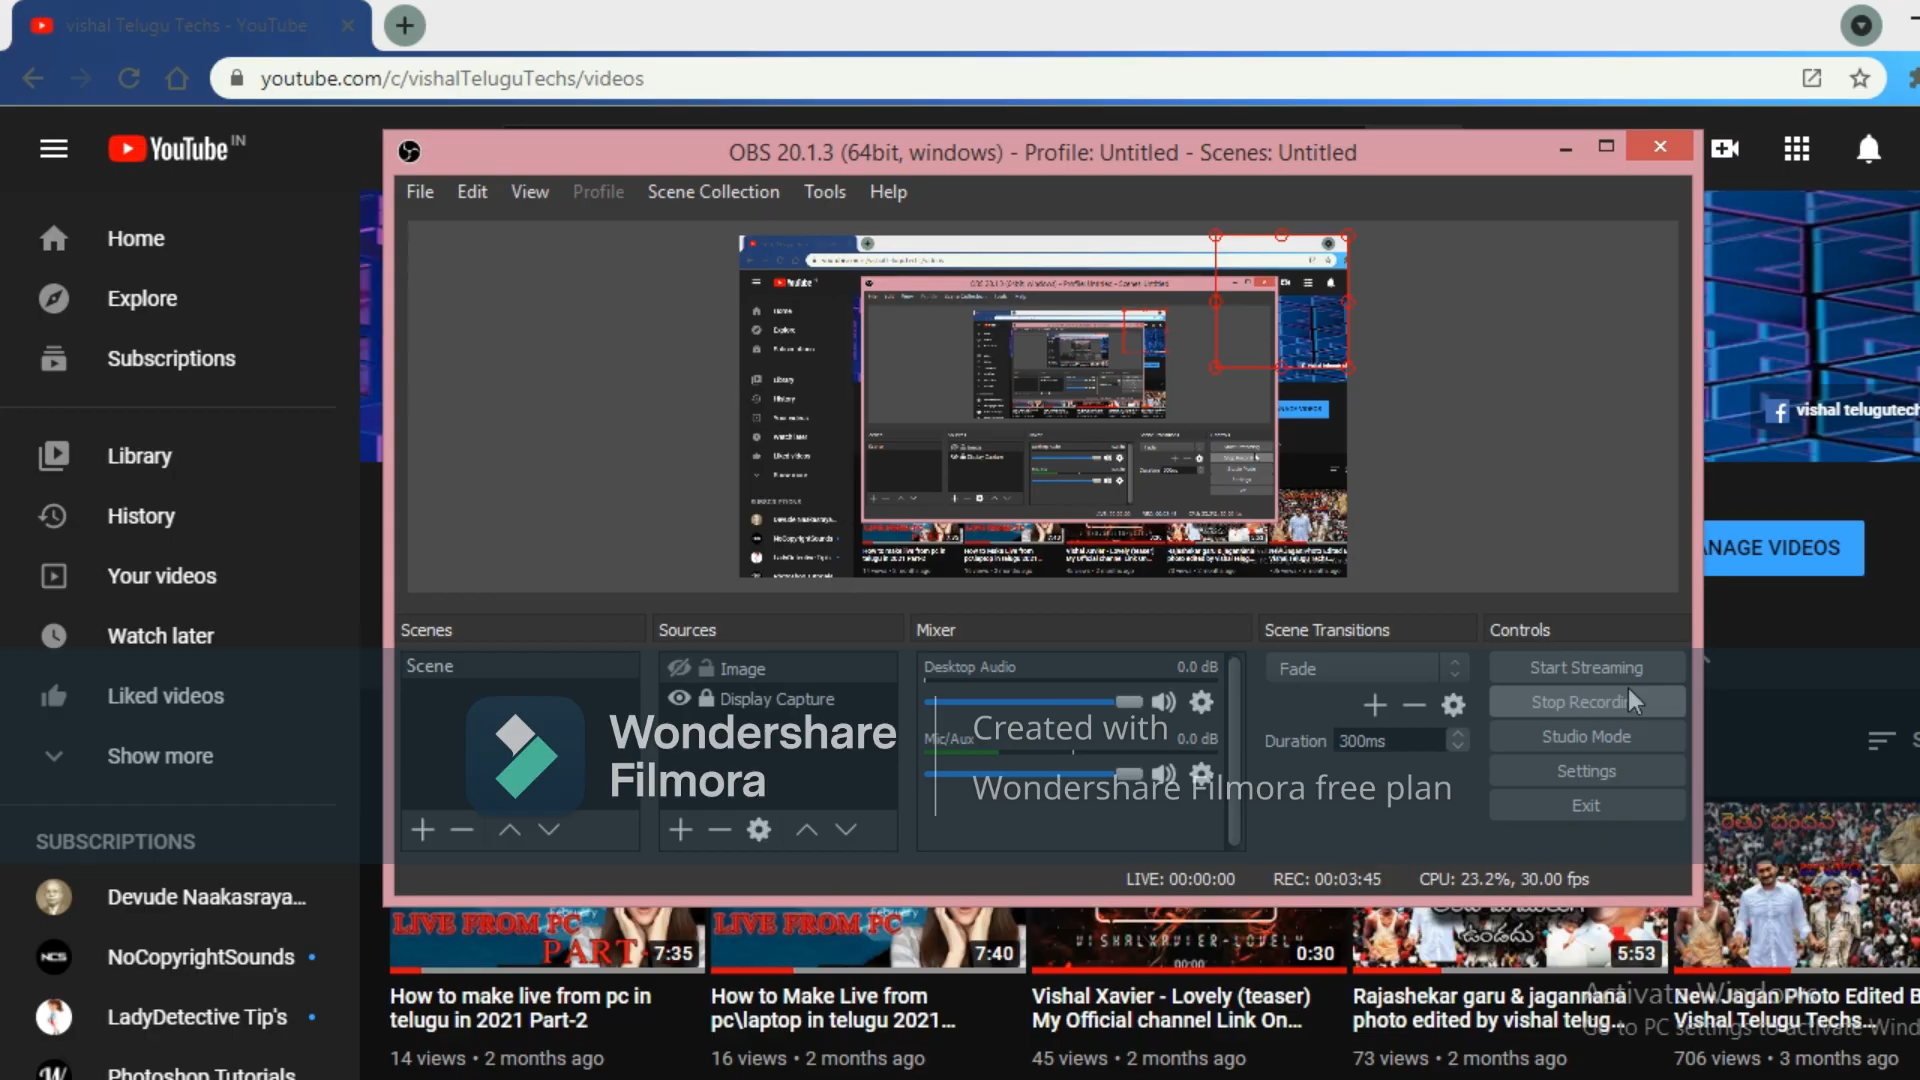 vishal Telugu Techs - YouTube
youtube.com/c/vishalTeluguTechs/videos
YouTube IN
OBS 20.1.3 (64bit, windows) - Profile: Untitled - Scenes: Untitled
File Edit View Profile Scene Collection Tools Help
Home
Explore
Subscriptions
Library
History
Your videos
Watch later
Liked videos
Show more
SUBSCRIPTIONS
Devude Naakasraya...
NoCopyrightSounds
LadyDetective Tip's
Photoshop Tutorials
vishal telugutech
ANAGE VIDEOS
Scenes
Scene
Sources
Image
Display Capture
Mixer
Desktop Audio 0.0 dB
Mic/Aux 0.0 dB
Scene Transitions
Fade
Duration 300ms
Controls
Start Streaming
Stop Recordin
Studio Mode
Settings
Exit
Wondershare
Filmora
Created with
Wondershare Filmora free plan
LIVE: 00:00:00 REC: 00:03:45 CPU: 23.2%, 30.00 fps
LIVE FROM PC
PART
7:35
LIVE FROM PC
7:40
VISHALXAVIER-LOVELY
00:00
0:30
ఉండదు
5:53
రైతు బంధవ
How to make live from pc in
telugu in 2021 Part-2
14 views • 2 months ago
How to Make Live from
pc\laptop in telugu 2021...
16 views • 2 months ago
Vishal Xavier - Lovely (teaser)
My Official channel Link On...
45 views • 2 months ago
Rajashekar garu & jagannana
photo edited by vishal telug...
73 views • 2 months ago
New Jagan Photo Edited B
Vishal Telugu Techs...
706 views • 3 months ago
Activate Windows
Go to PC settings to activate Wind